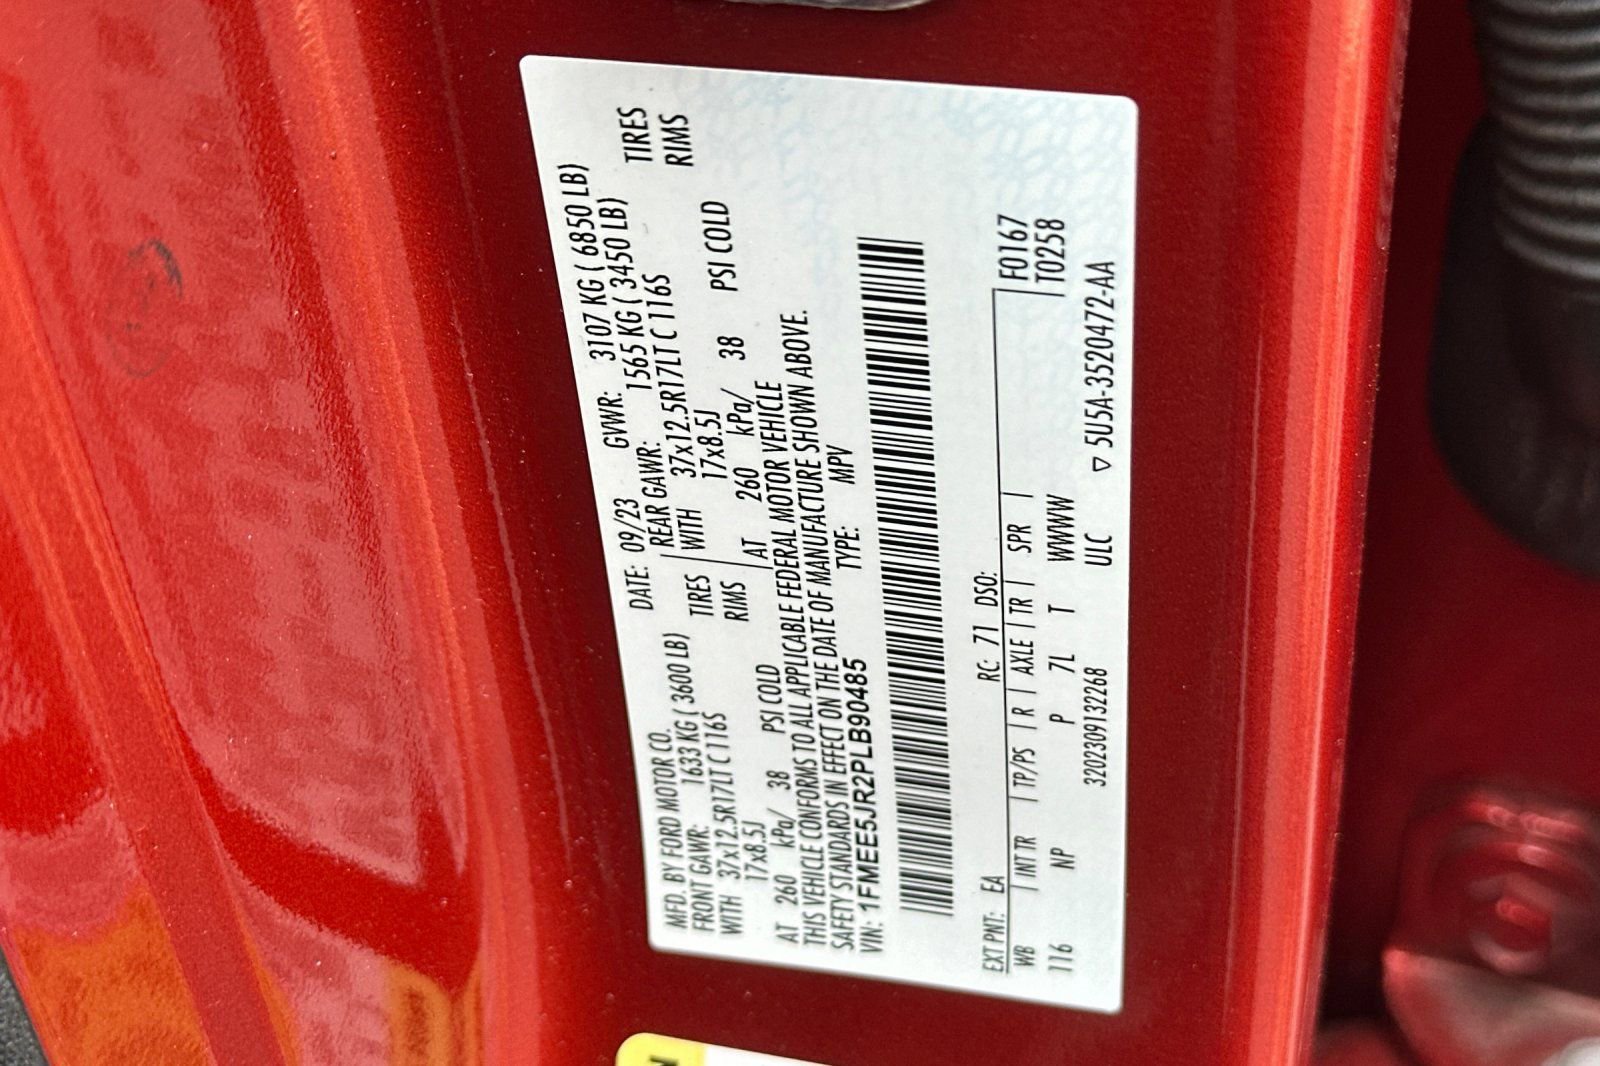 MFD. BY FORD MOTOR CO.
DATE: 09/23 GVWR: 3107 KG ( 6850 LB)
FRONT GAWR: 1633 KG ( 3600 LB) REAR GAWR: 1565 KG ( 3450 LB)
WITH 37x12.5R17LT C 116S TIRES WITH 37x12.5R17LT C 116S TIRES
17x8.5J RIMS 17x8.5J RIMS
AT 260 kPa/ 38 PSI COLD AT 260 kPa/ 38 PSI COLD
THIS VEHICLE CONFORMS TO ALL APPLICABLE FEDERAL MOTOR VEHICLE
SAFETY STANDARDS IN EFFECT ON THE DATE OF MANUFACTURE SHOWN ABOVE.
VIN: 1FMEE5JR2PLB90485 TYPE: MPV
EXT PNT: EA RC: 71 DSO: F0167
WB | INT TR | TP/PS | R | AXLE | TR | SPR | T0258
116 NP P 7L T WWWW
3202309132268 ULC ▽ 5U5A-3520472-AA